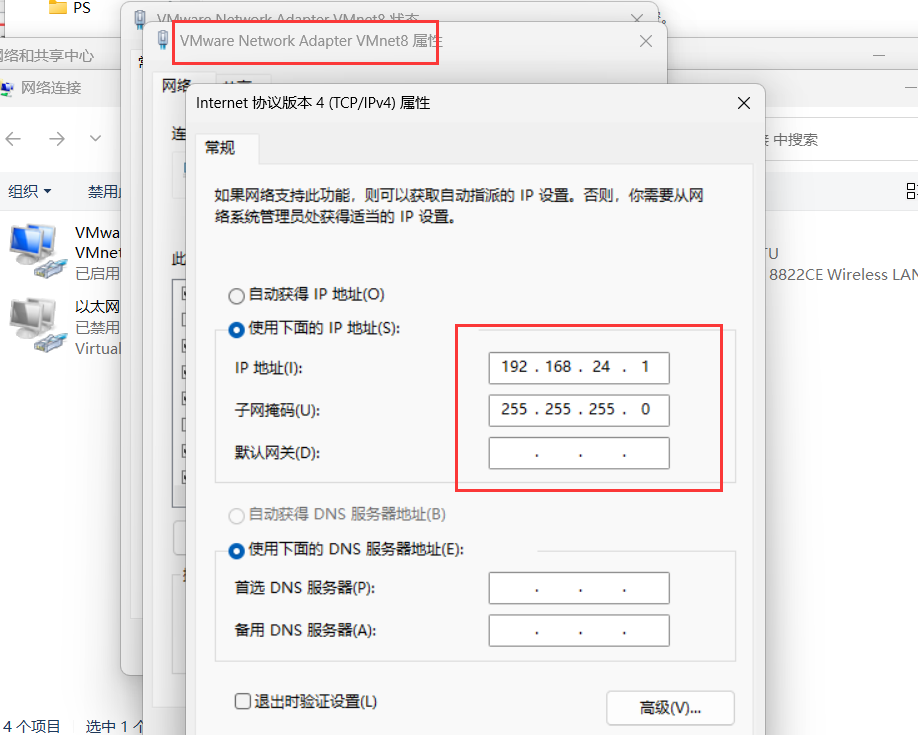 PS
VMware Network Adapter VMnet8 状态
网络和共享中心
VMware Network Adapter VMnet8 属性
网络连接
网络
共享
Internet 协议版本 4 (TCP/IPv4) 属性
常规
中搜索
组织
禁用
如果网络支持此功能，则可以获取自动指派的 IP 设置。否则，你需要从网
络系统管理员处获得适当的 IP 设置。
VMwa
VMnet
已启用
此
TU
8822CE Wireless LAN
自动获得 IP 地址(O)
以太网
使用下面的 IP 地址(S):
已禁用
Virtual
IP 地址(I):
192 . 168 . 24 . 1
子网掩码(U):
255 . 255 . 255 . 0
默认网关(D):
. . .
自动获得 DNS 服务器地址(B)
使用下面的 DNS 服务器地址(E):
首选 DNS 服务器(P):
. . .
备用 DNS 服务器(A):
. . .
退出时验证设置(L)
高级(V)...
4 个项目
选中 1 个